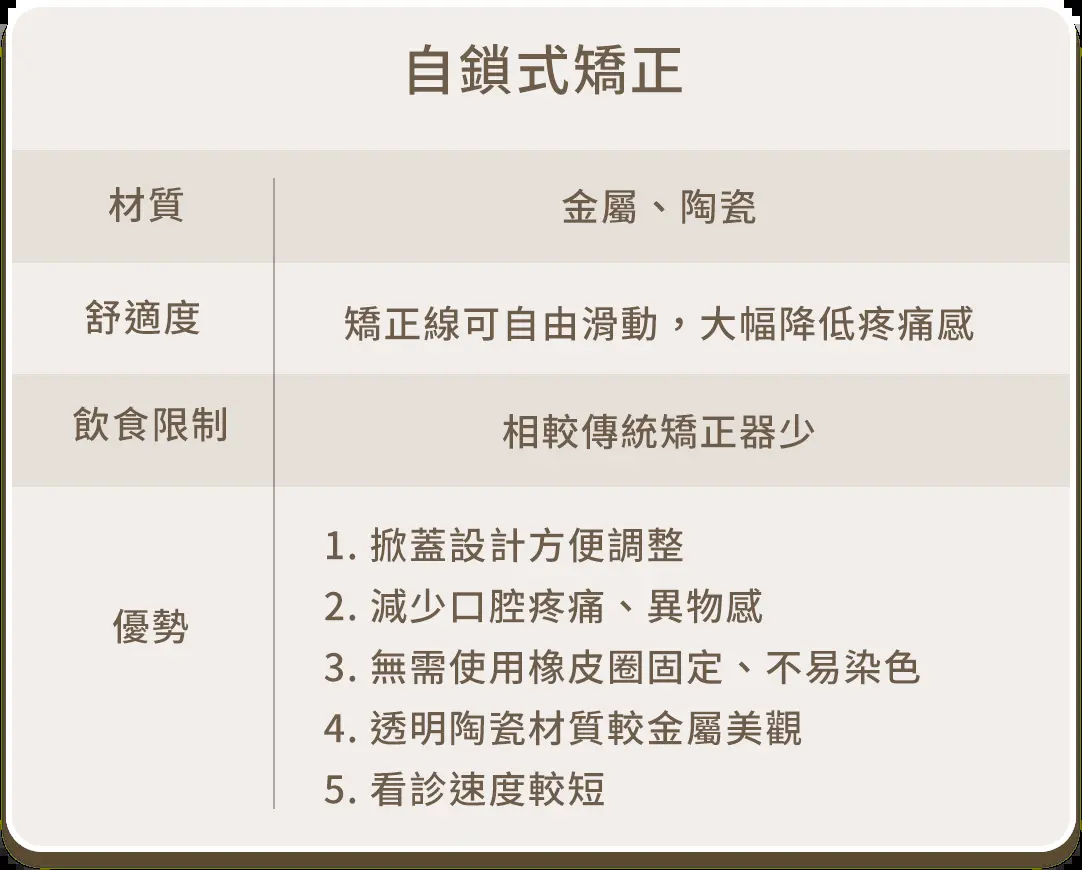 自鎖式矯正
材質
金屬、陶瓷
舒適度
矯正線可自由滑動，大幅降低疼痛感
飲食限制
相較傳統矯正器少
優勢
1. 掀蓋設計方便調整
2. 減少口腔疼痛、異物感
3. 無需使用橡皮圈固定、不易染色
4. 透明陶瓷材質較金屬美觀
5. 看診速度較短